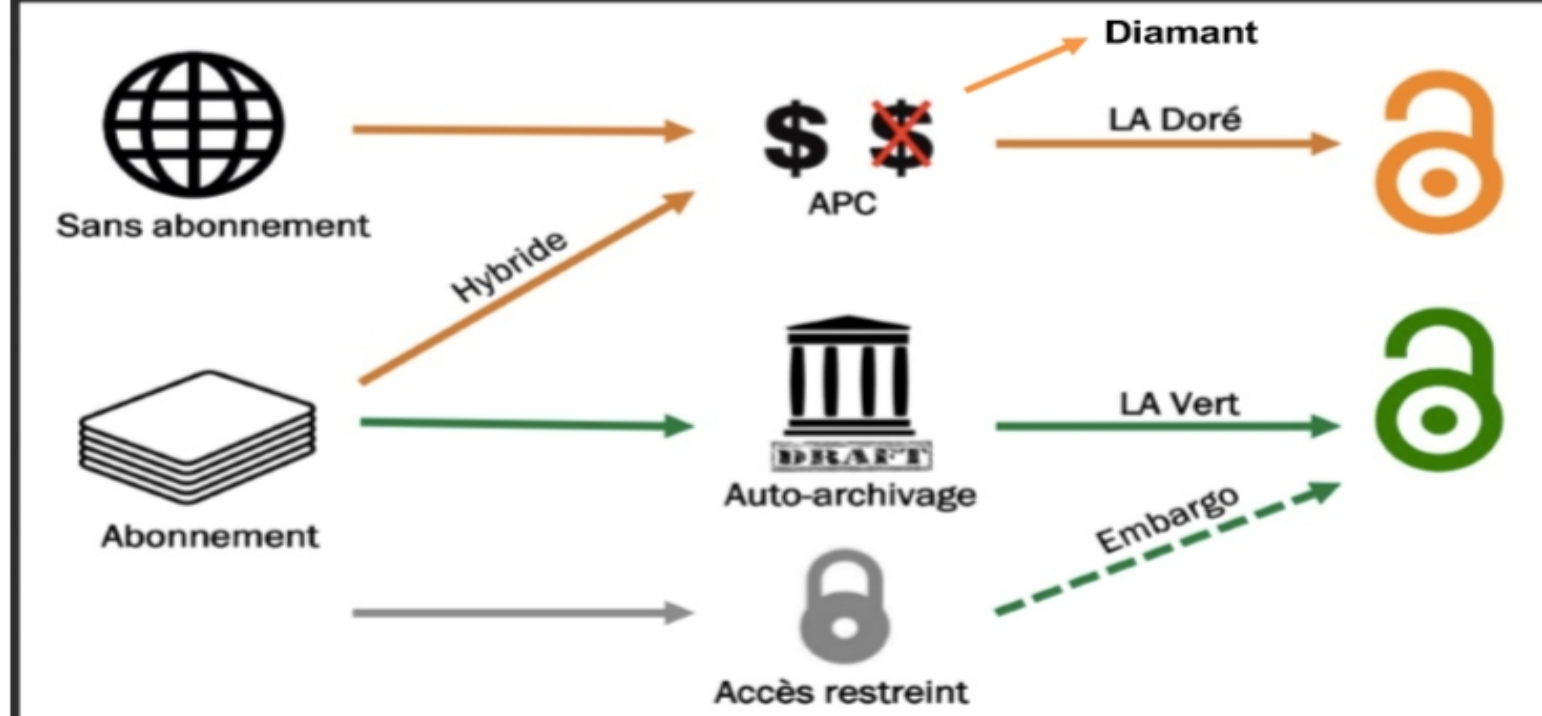 Diamant
$ $
LA Doré
APC
Sans abonnement
Hybride
LA Vert
DRAFT
Auto-archivage
Abonnement
Embargo
Accès restreint